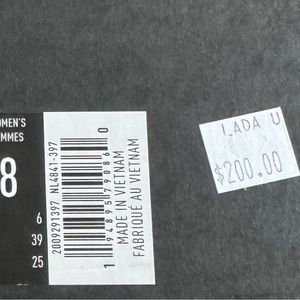 OMEN'S
MMES
8
6
39
25
2009291397 NL4841-397
1 94895 79086 0
MADE IN VIETNAM
FABRIQUÉ AU VIETNAM
LADA U
$200.00